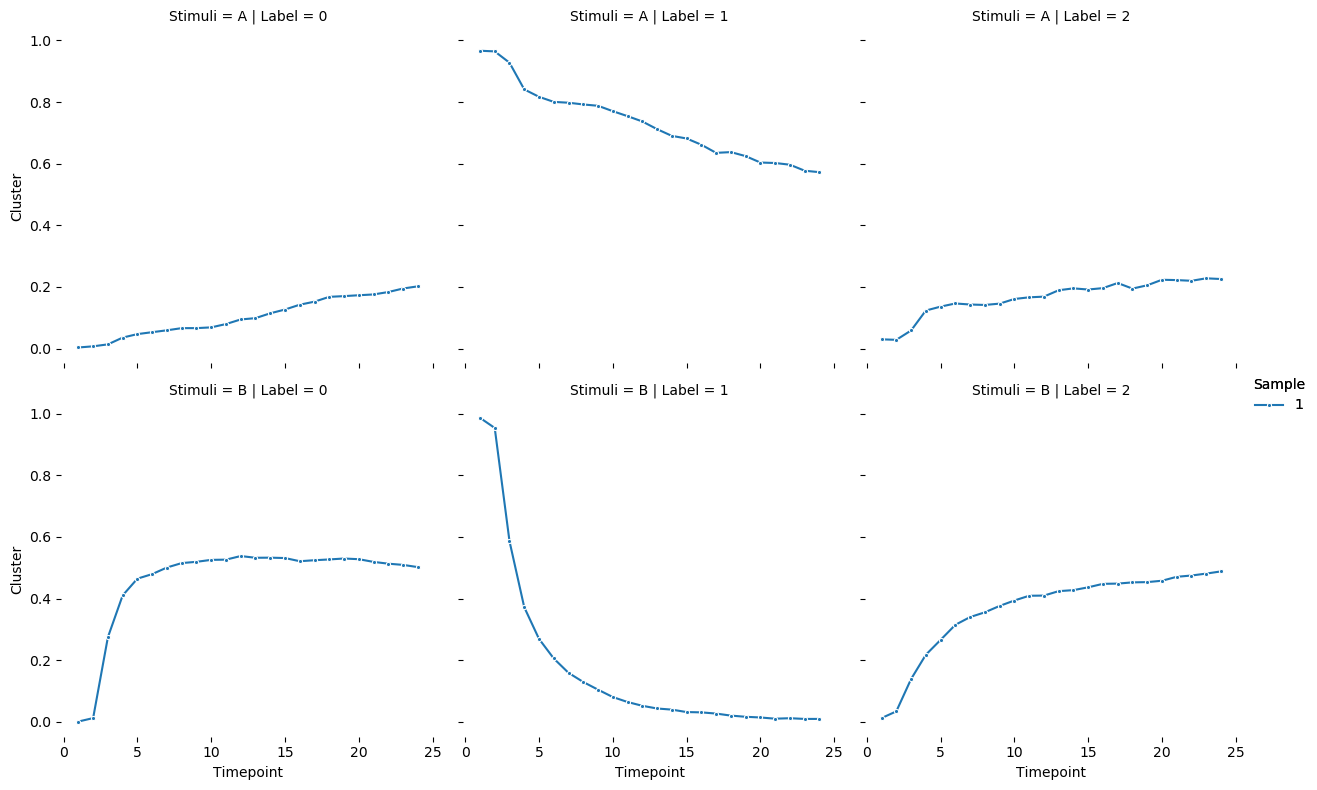 Stimuli = A | Label = 0
Stimuli = A | Label = 1
Stimuli = A | Label = 2
1.0
0.8
0.6
0.4
0.2
0.0
Cluster
Stimuli = B | Label = 0
Stimuli = B | Label = 1
Stimuli = B | Label = 2
Sample
1
1.0
0.8
0.6
0.4
0.2
0.0
Cluster
0 5 10 15 20 25
0 5 10 15 20 25
0 5 10 15 20 25
Timepoint
Timepoint
Timepoint